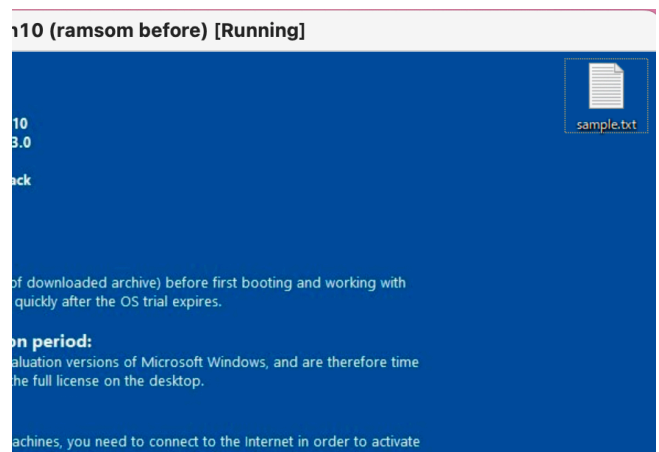 10 (ramsom before) [Running]
sample.txt
10
3.0
ack
of downloaded archive) before first booting and working with
quickly after the OS trial expires.
on period:
aluation versions of Microsoft Windows, and are therefore time
the full license on the desktop.
achines, you need to connect to the Internet in order to activate